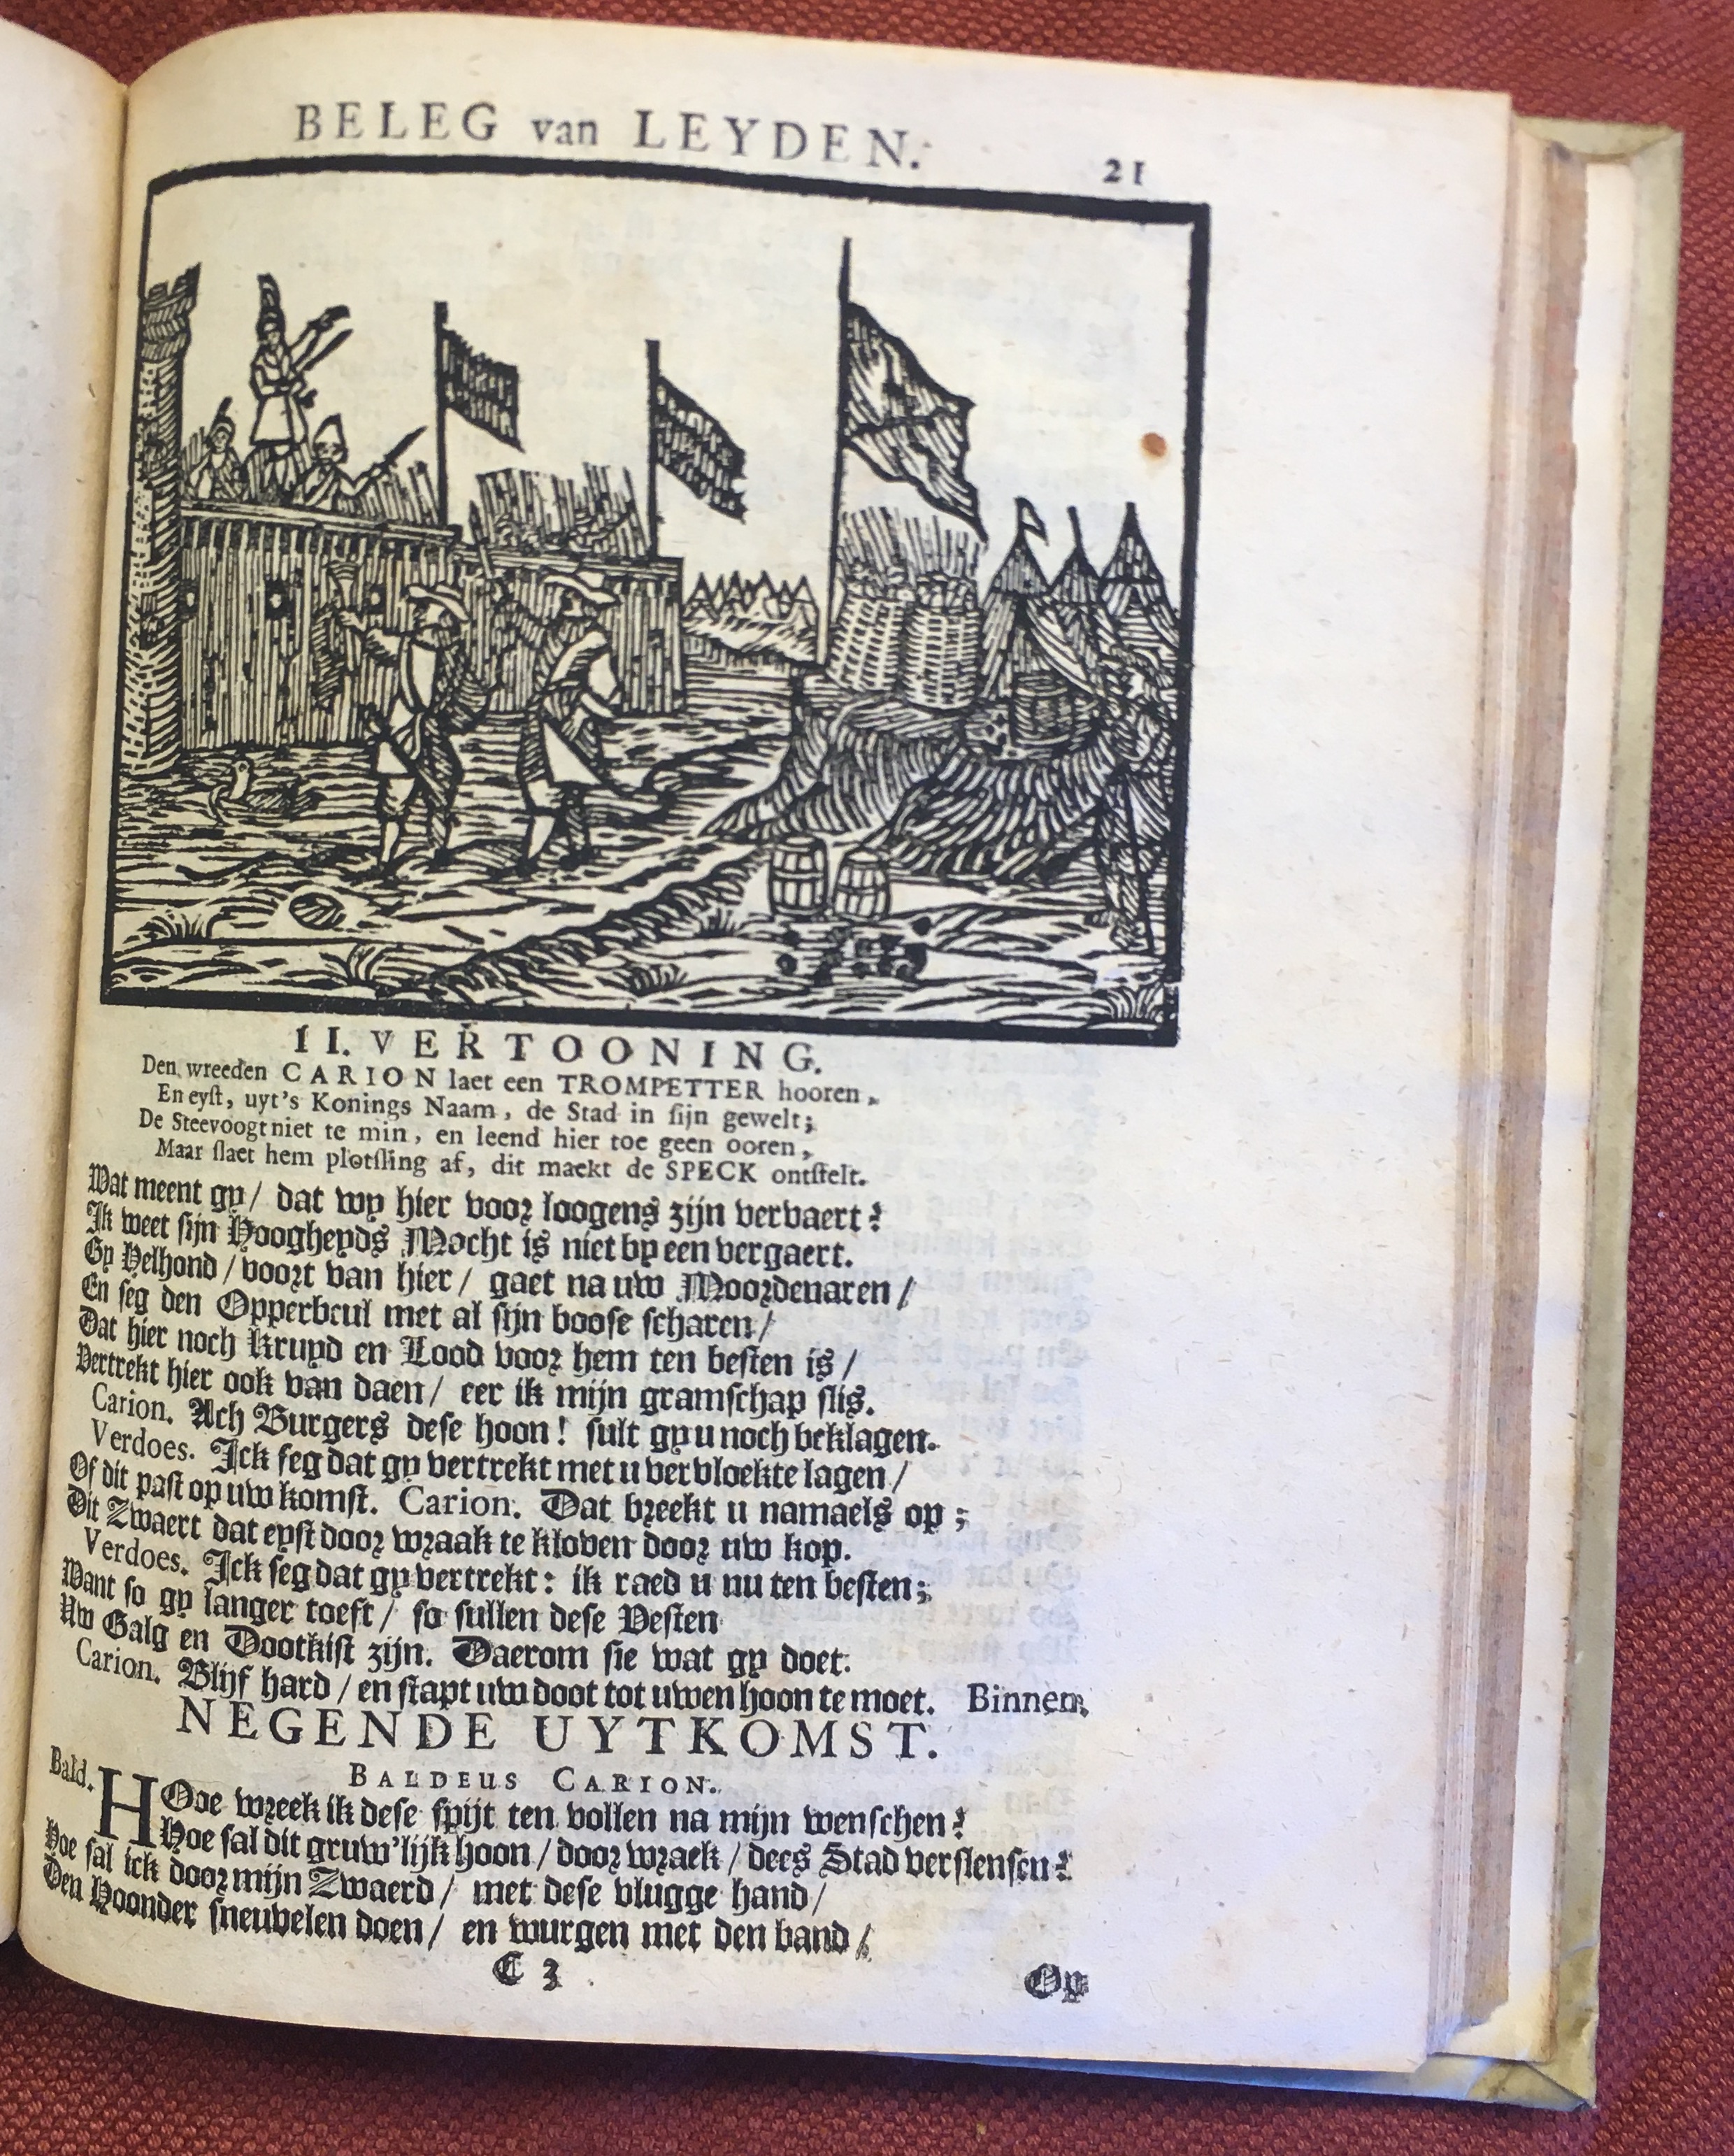 BELEG van LEYDEN. 21
II. VERTOONING.
Den wreeden CARION laet een TROMPETTER hooren,
En eyst, uyt's Konings Naam, de Stad in sijn gewelt;
De Steevoogt niet te min, en leend hier toe geen ooren,
Maar slaet hem plotsling af, dit maekt de SPECK ontstelt.
Wat meent gy / dat wy hier voor loogens zijn vervaert?
Ik weet sijn Hoogheyds Macht is niet by een vergaert.
Gy Helhond / voort van hier / gaet na uw Moordenaren /
En seg den Opperbeul met al sijn boose scharen /
Dat hier noch Kruyd en Lood voor hem ten besten is /
Vertrekt hier ook van daen / eer ik mijn gramschap slis.
Carion. Ach Burgers dese hoon! sult gy u noch beklagen.
Verdoes. Ick seg dat gy vertrekt met u vervloekte lagen /
Of dit past op uw komst. Carion. Dat breekt u namaels op;
Dit Zwaert dat eyst door wraak te kloven door uw kop.
Verdoes. Ick seg dat gy vertrekt: ik raed u nu ten besten;
Want so gy langer toeft / so sullen dese Vesten
Uw Galg en Dootkist zijn. Daerom sie wat gy doet.
Carion. Blijf hard / en stapt uw doot tot uwen hoon te moet. Binnen.
NEGENDE UYTKOMST.
BALDEUS CARION.
Bald. HOoe wreek ik dese spijt ten vollen na mijn wenschen?
Hoe sal dit gruw'lijk hoon / door wraek / dees Stad verslensen?
Hoe sal ick door mijn Zwaerd / met dese vlugge hand /
Den Hoonder sneuvelen doen / en wurgen met den band /
C 3 Op